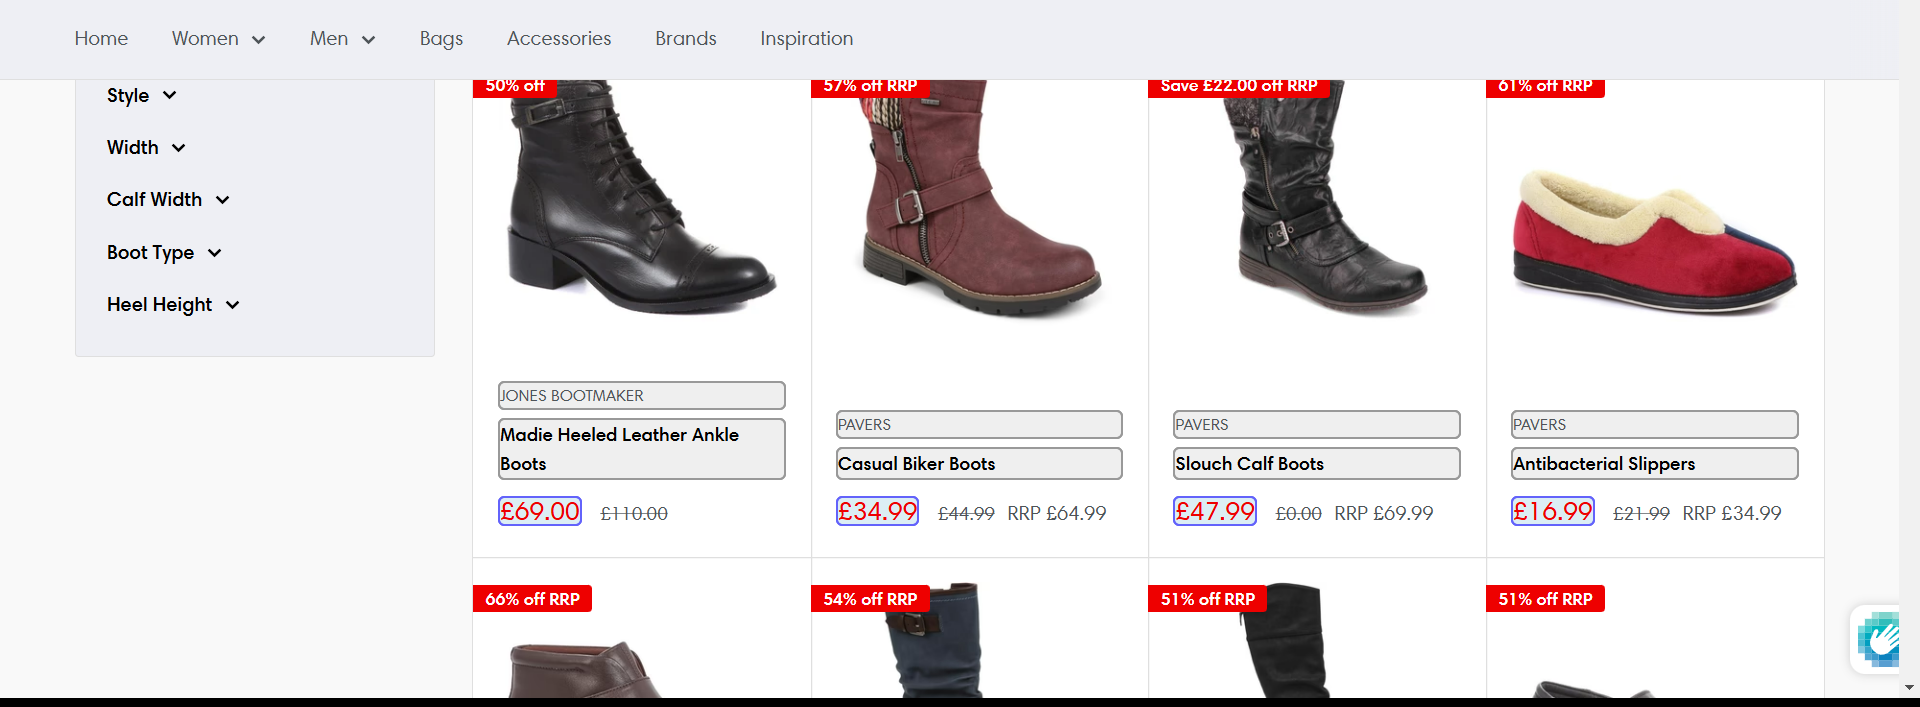 Home Women Men Bags Accessories Brands Inspiration
Style
Width
Calf Width
Boot Type
Heel Height
50% off
JONES BOOTMAKER
Madie Heeled Leather Ankle
Boots
£69.00 £110.00
57% off RRP
PAVERS
Casual Biker Boots
£34.99 £44.99 RRP £64.99
Save £22.00 off RRP
PAVERS
Slouch Calf Boots
£47.99 £0.00 RRP £69.99
61% off RRP
PAVERS
Antibacterial Slippers
£16.99 £21.99 RRP £34.99
66% off RRP
54% off RRP
51% off RRP
51% off RRP